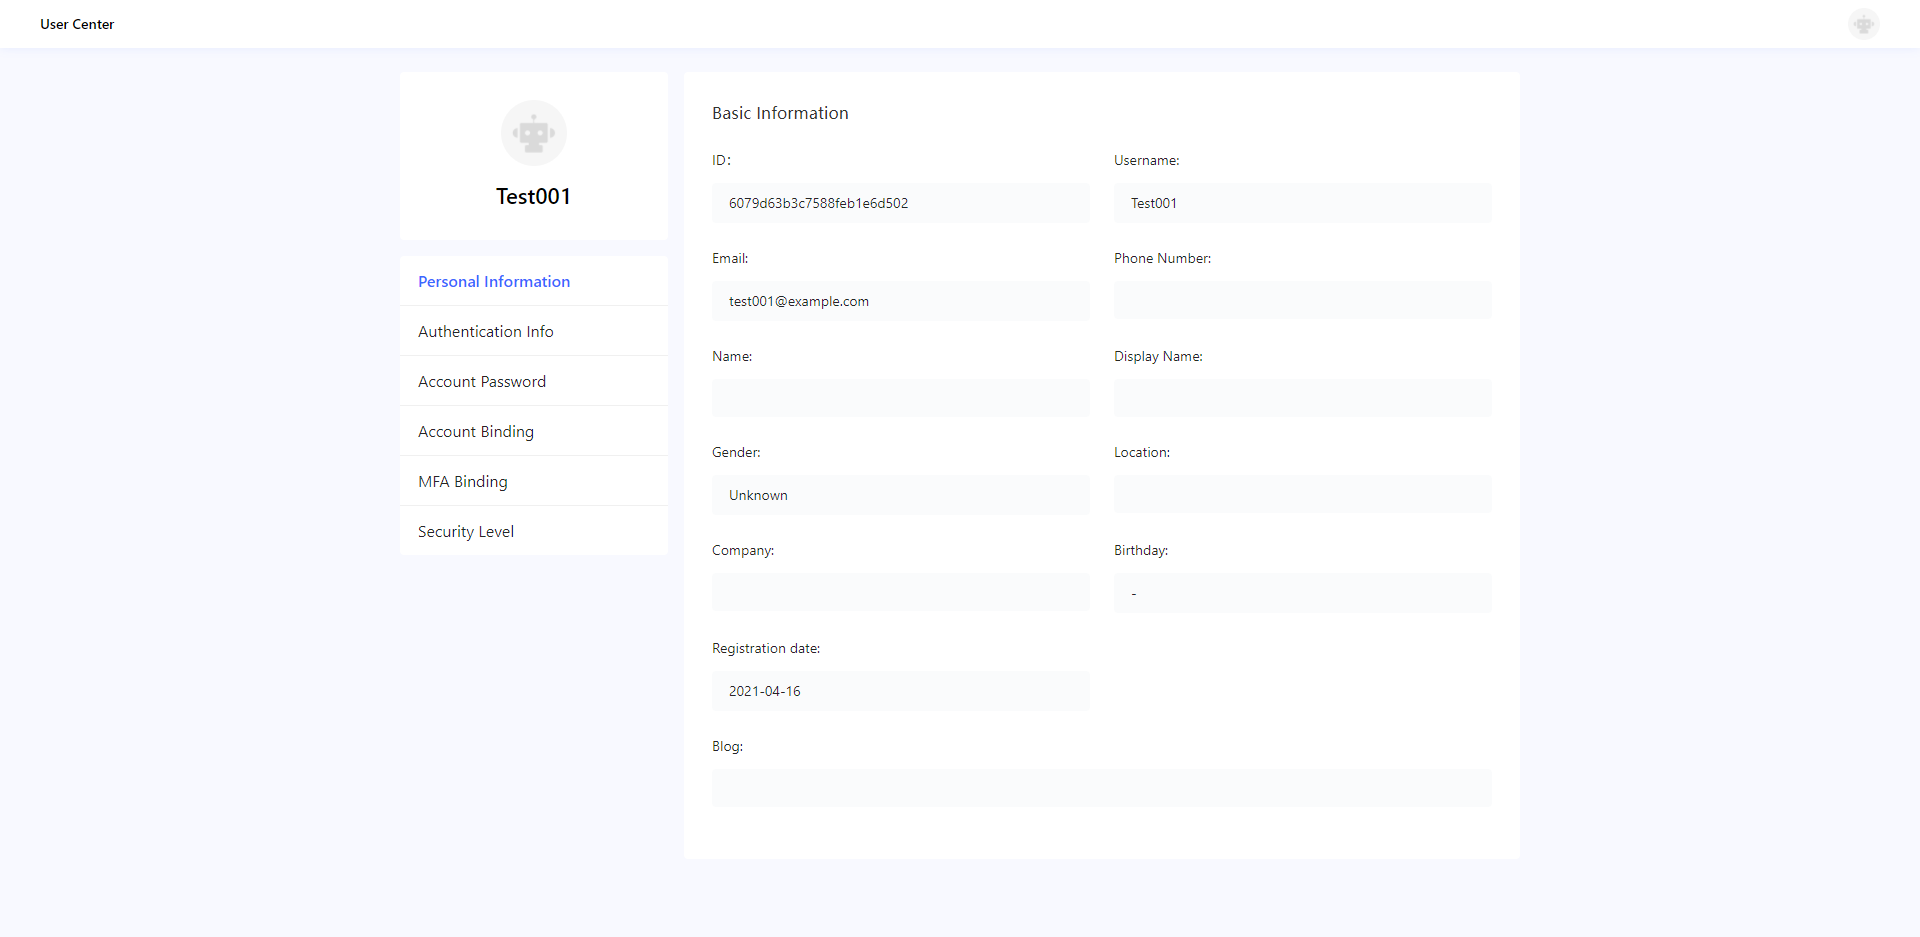 User Center
Test001
Personal Information
Authentication Info
Account Password
Account Binding
MFA Binding
Security Level
Basic Information
ID:
Username:
6079d63b3c7588feb1e6d502
Test001
Email:
Phone Number:
test001@example.com
Name:
Display Name:
Gender:
Location:
Unknown
Company:
Birthday:
-
Registration date:
2021-04-16
Blog: